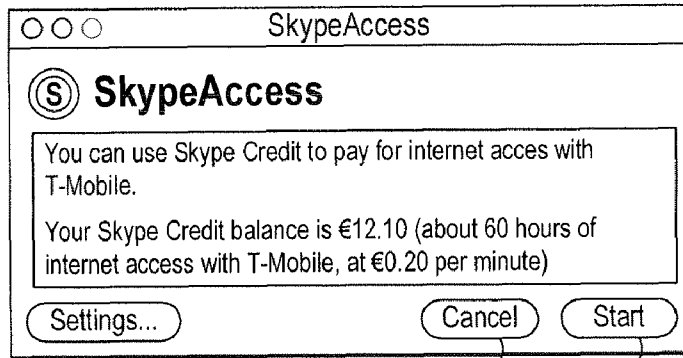 SkypeAccess
S SkypeAccess
You can use Skype Credit to pay for internet acces with
T-Mobile.
Your Skype Credit balance is €12.10 (about 60 hours of
internet access with T-Mobile, at €0.20 per minute)
Settings... Cancel Start